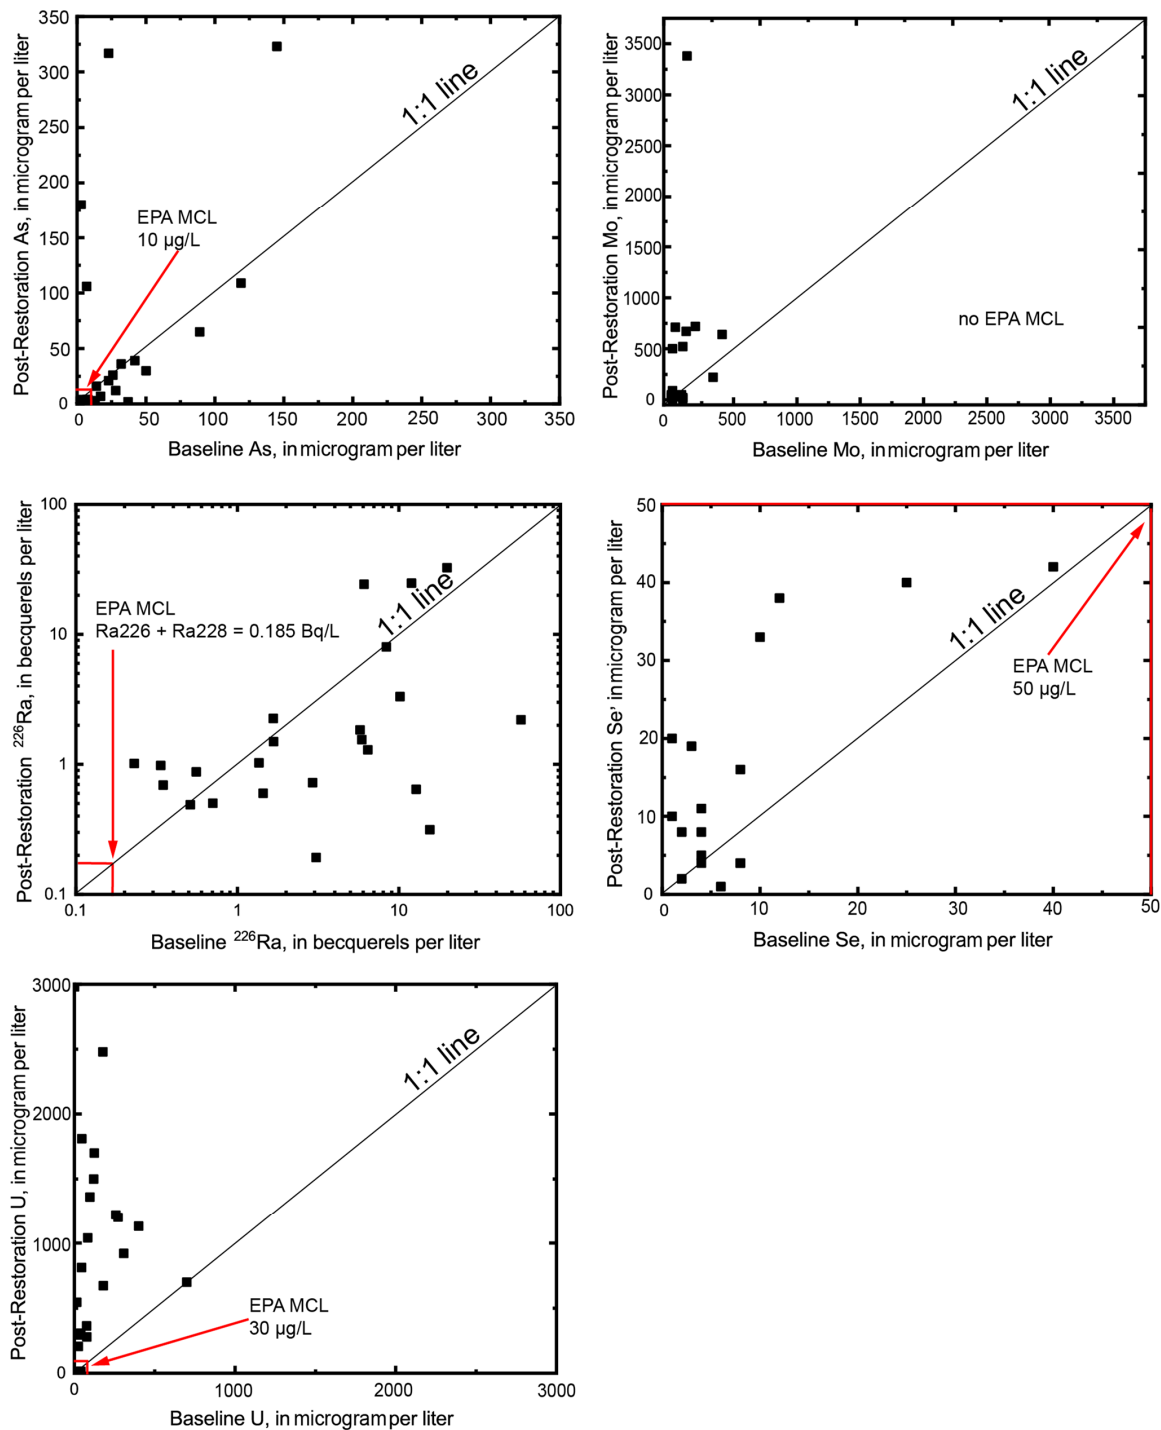 350
300
250
200
150
100
50
0
Post-Restoration As, in microgram per liter
1:1 line
EPA MCL
10 µg/L
0 50 100 150 200 250 300 350
Baseline As, in microgram per liter
3500
3000
2500
2000
1500
1000
500
0
Post-Restoration Mo, in microgram per liter
1:1 line
no EPA MCL
0 500 1000 1500 2000 2500 3000 3500
Baseline Mo, in microgram per liter
100
10
1
0.1
Post-Restoration ²²⁶Ra, in becquerels per liter
1:1 line
EPA MCL
Ra226 + Ra228 = 0.185 Bq/L
0.1 1 10 100
Baseline ²²⁶Ra, in becquerels per liter
50
40
30
20
10
0
Post-Restoration Se’ in microgram per liter
1:1 line
EPA MCL
50 µg/L
0 10 20 30 40 50
Baseline Se, in microgram per liter
3000
2000
1000
0
Post-Restoration U, in microgram per liter
1:1 line
EPA MCL
30 µg/L
0 1000 2000 3000
Baseline U, in microgram per liter